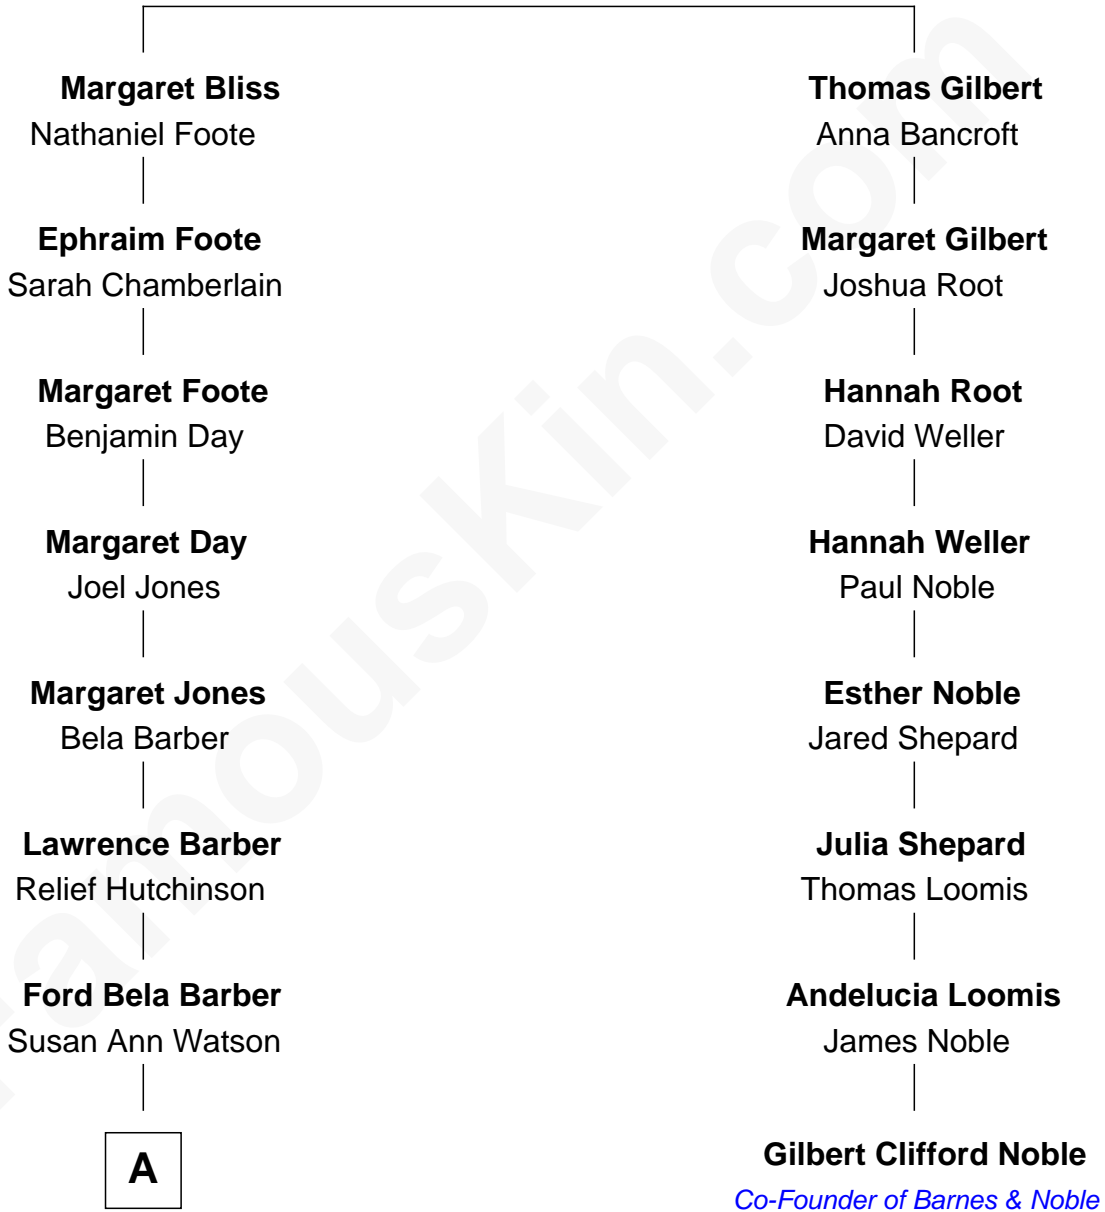 Margaret Bliss
Nathaniel Foote
Ephraim Foote
Sarah Chamberlain
Margaret Foote
Benjamin Day
Margaret Day
Joel Jones
Margaret Jones
Bela Barber
Lawrence Barber
Relief Hutchinson
Ford Bela Barber
Susan Ann Watson
A
Thomas Gilbert
Anna Bancroft
Margaret Gilbert
Joshua Root
Hannah Root
David Weller
Hannah Weller
Paul Noble
Esther Noble
Jared Shepard
Julia Shepard
Thomas Loomis
Andelucia Loomis
James Noble
Gilbert Clifford Noble
Co-Founder of Barnes & Noble
FamousKin.com